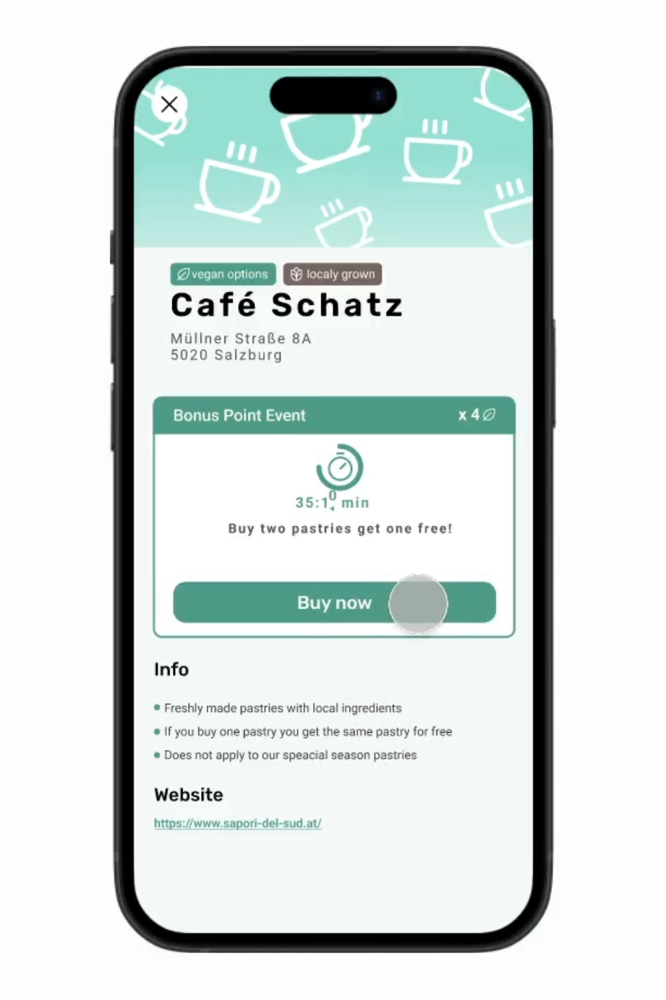 vegan options
localy grown
Café Schatz
Müllner Straße 8A
5020 Salzburg
Bonus Point Event
x 4
min
Buy two pastries get one free!
Buy now
Info
Freshly made pastries with local ingredients
If you buy one pastry you get the same pastry for free
Does not apply to our speacial season pastries
Website
https://www.sapori-del-sud.at/